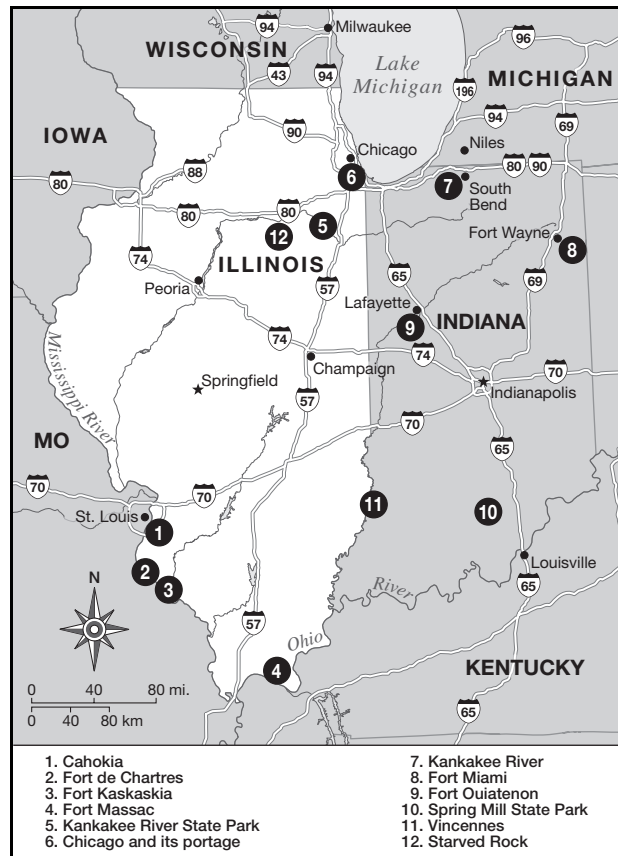 94
Milwaukee
WISCONSIN
Lake
Michigan
96
43
94
196
MICHIGAN
94
IOWA
90
69
Chicago
Niles
88
6
80
90
80
7
South
Bend
80
80
5
12
Fort Wayne
8
74
ILLINOIS
65
57
69
Peoria
Lafayette
INDIANA
9
74
74
Champaign
Mississippi River
Springfield
Indianapolis
70
57
70
MO
65
70
70
11
10
St. Louis
1
Louisville
2
River
3
65
N
57
Ohio
4
KENTUCKY
0 40 80 mi.
0 40 80 km
65
1. Cahokia
2. Fort de Chartres
3. Fort Kaskaskia
4. Fort Massac
5. Kankakee River State Park
6. Chicago and its portage
7. Kankakee River
8. Fort Miami
9. Fort Ouiatenon
10. Spring Mill State Park
11. Vincennes
12. Starved Rock